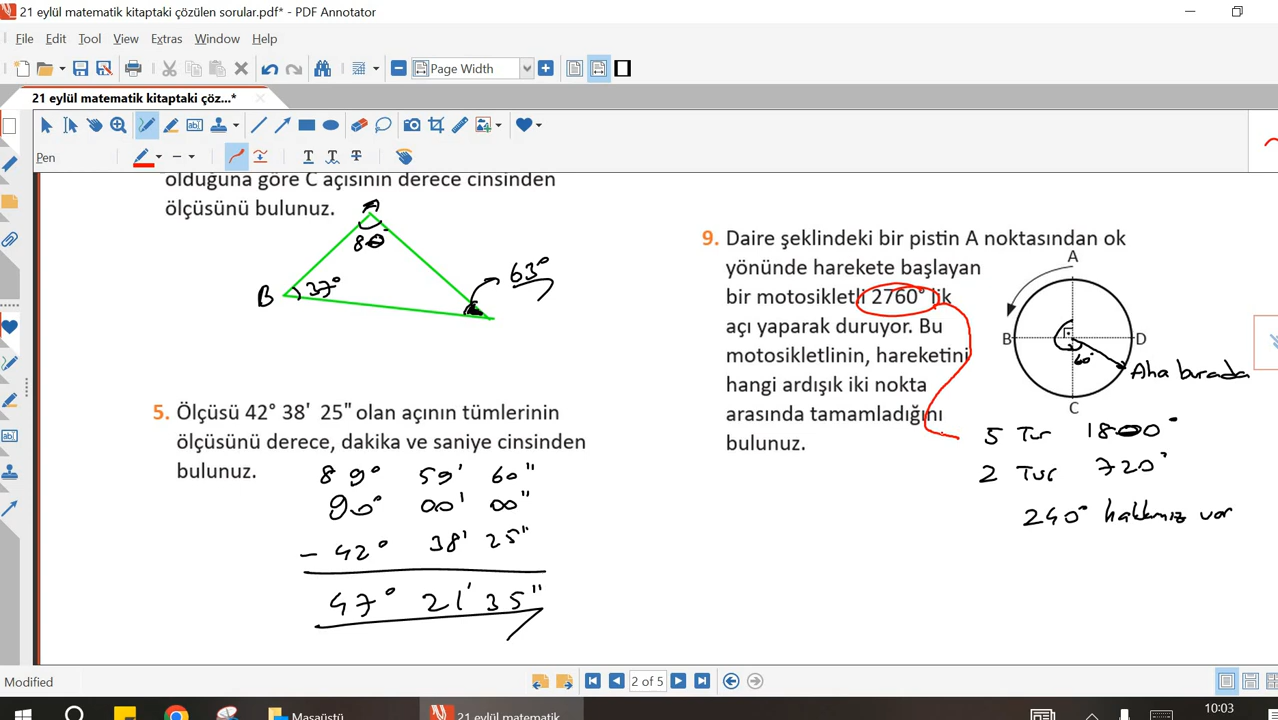 21 eylül matematik kitaptaki çözülen sorular.pdf* - PDF Annotator
File Edit Tool View Extras Window Help
Page Width
21 eylül matematik kitaptaki çöz...*
Pen
olduğuna göre C açısının derece cinsinden
ölçüsünü bulunuz.
A
80°
B
37°
63°
5. Ölçüsü 42° 38' 25" olan açının tümlerinin
ölçüsünü derece, dakika ve saniye cinsinden
bulunuz.
89° 59' 60"
90° 00' 00"
- 42° 38' 25"
47° 21' 35"
9. Daire şeklindeki bir pistin A noktasından ok
yönünde harekete başlayan
bir motosikletli 2760° lik
açı yaparak duruyor. Bu
motosikletlinin, hareketini
hangi ardışık iki nokta
arasında tamamladığını
bulunuz.
A
B
D
60°
C
Aha burada
5 Tur 1800°
2 Tur 720°
240° hakkımız var
Modified
2 of 5
Masaüstü
21 eylül matematik
10:03